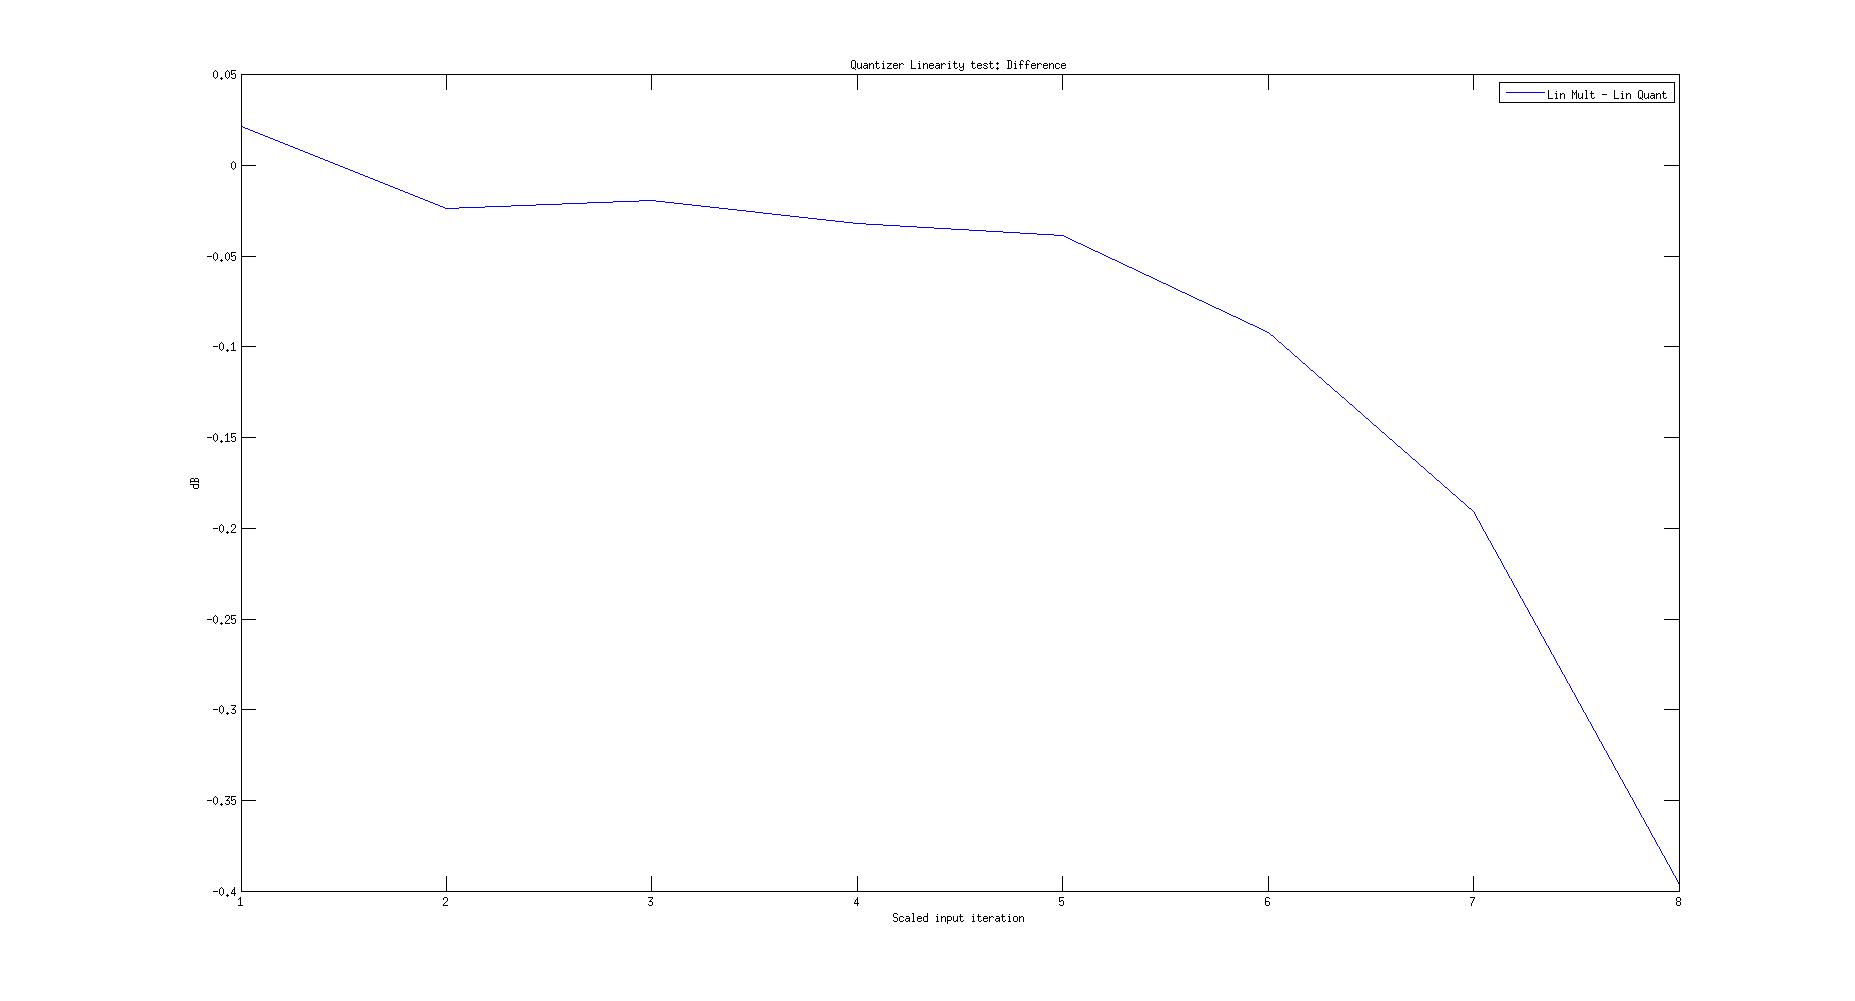 Quantizer Linearity test: Difference
Lin Mult - Lin Quant
0.05
0
-0.05
-0.1
-0.15
-0.2
-0.25
-0.3
-0.35
-0.4
dB
1 2 3 4 5 6 7 8
Scaled input iteration